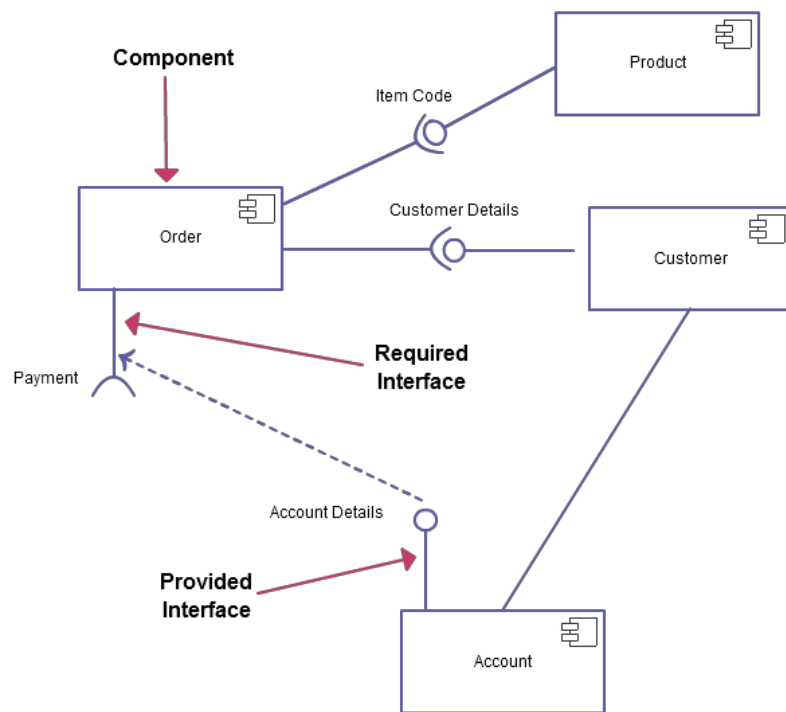 Component
Product
Item Code
Order
Customer Details
Customer
Required
Interface
Payment
Account Details
Provided
Interface
Account